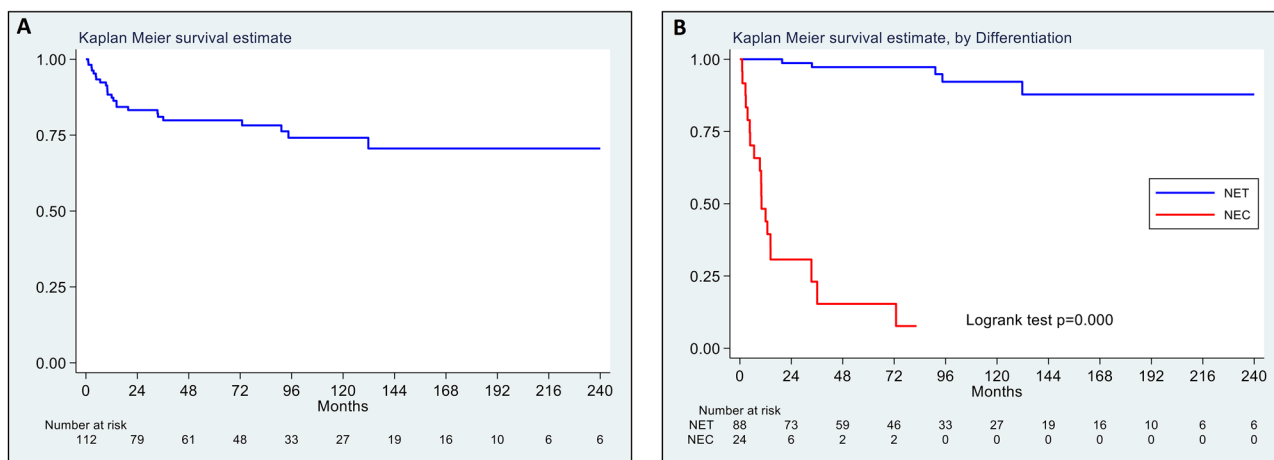 A
Kaplan Meier survival estimate
1.00
0.75
0.50
0.25
0.00
0 24 48 72 96 120 144 168 192 216 240
Months
Number at risk
112 79 61 48 33 27 19 16 10 6 6
B
Kaplan Meier survival estimate, by Differentiation
1.00
0.75
0.50
0.25
0.00
NET
NEC
Logrank test p=0.000
0 24 48 72 96 120 144 168 192 216 240
Months
Number at risk
NET 88 73 59 46 33 27 19 16 10 6 6
NEC 24 6 2 2 0 0 0 0 0 0 0